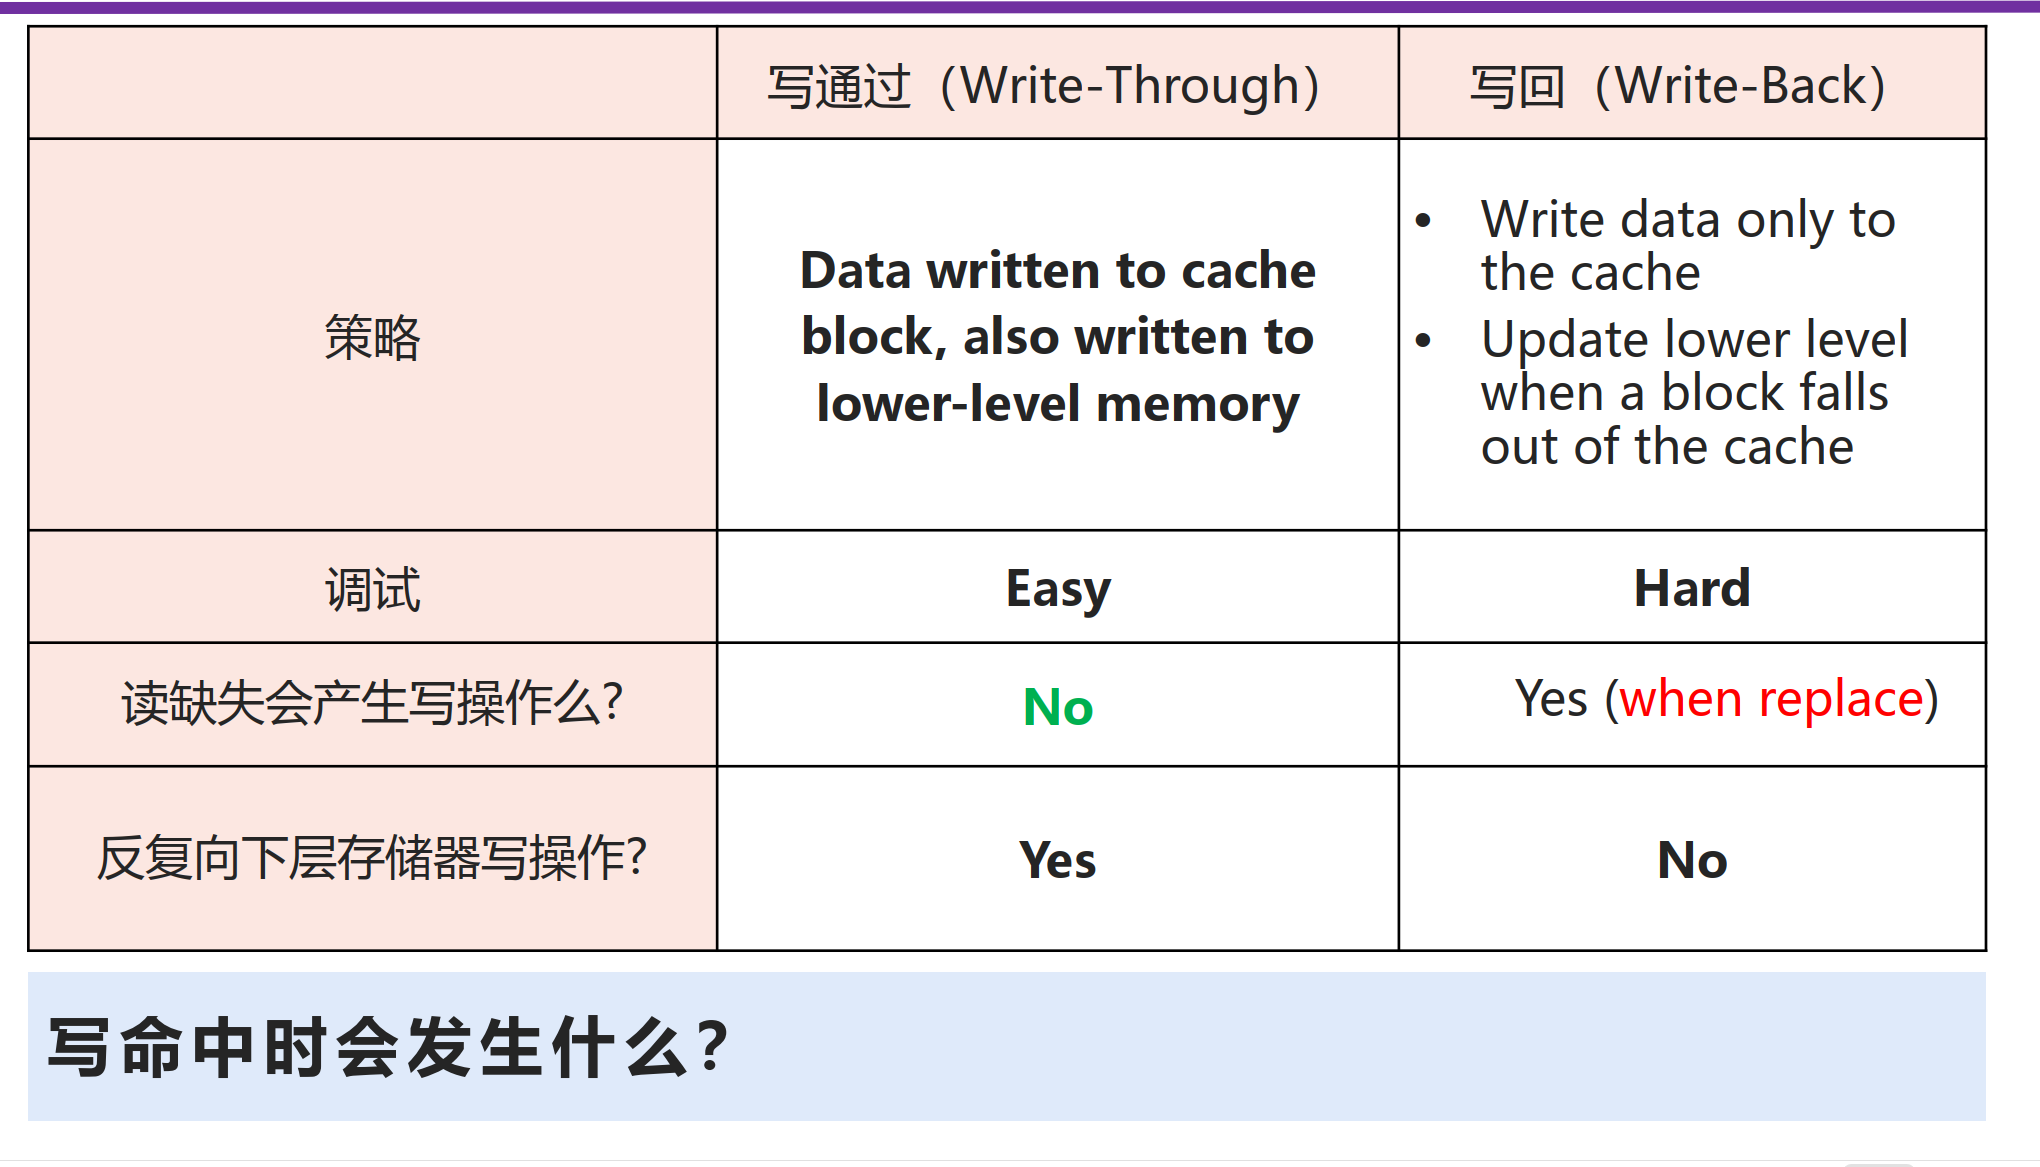 写通过（Write-Through）
写回（Write-Back）
策略
Data written to cache
block, also written to
lower-level memory
• Write data only to
the cache
• Update lower level
when a block falls
out of the cache
调试
Easy
Hard
读缺失会产生写操作么？
No
Yes (when replace)
反复向下层存储器写操作？
Yes
No
写命中时会发生什么？